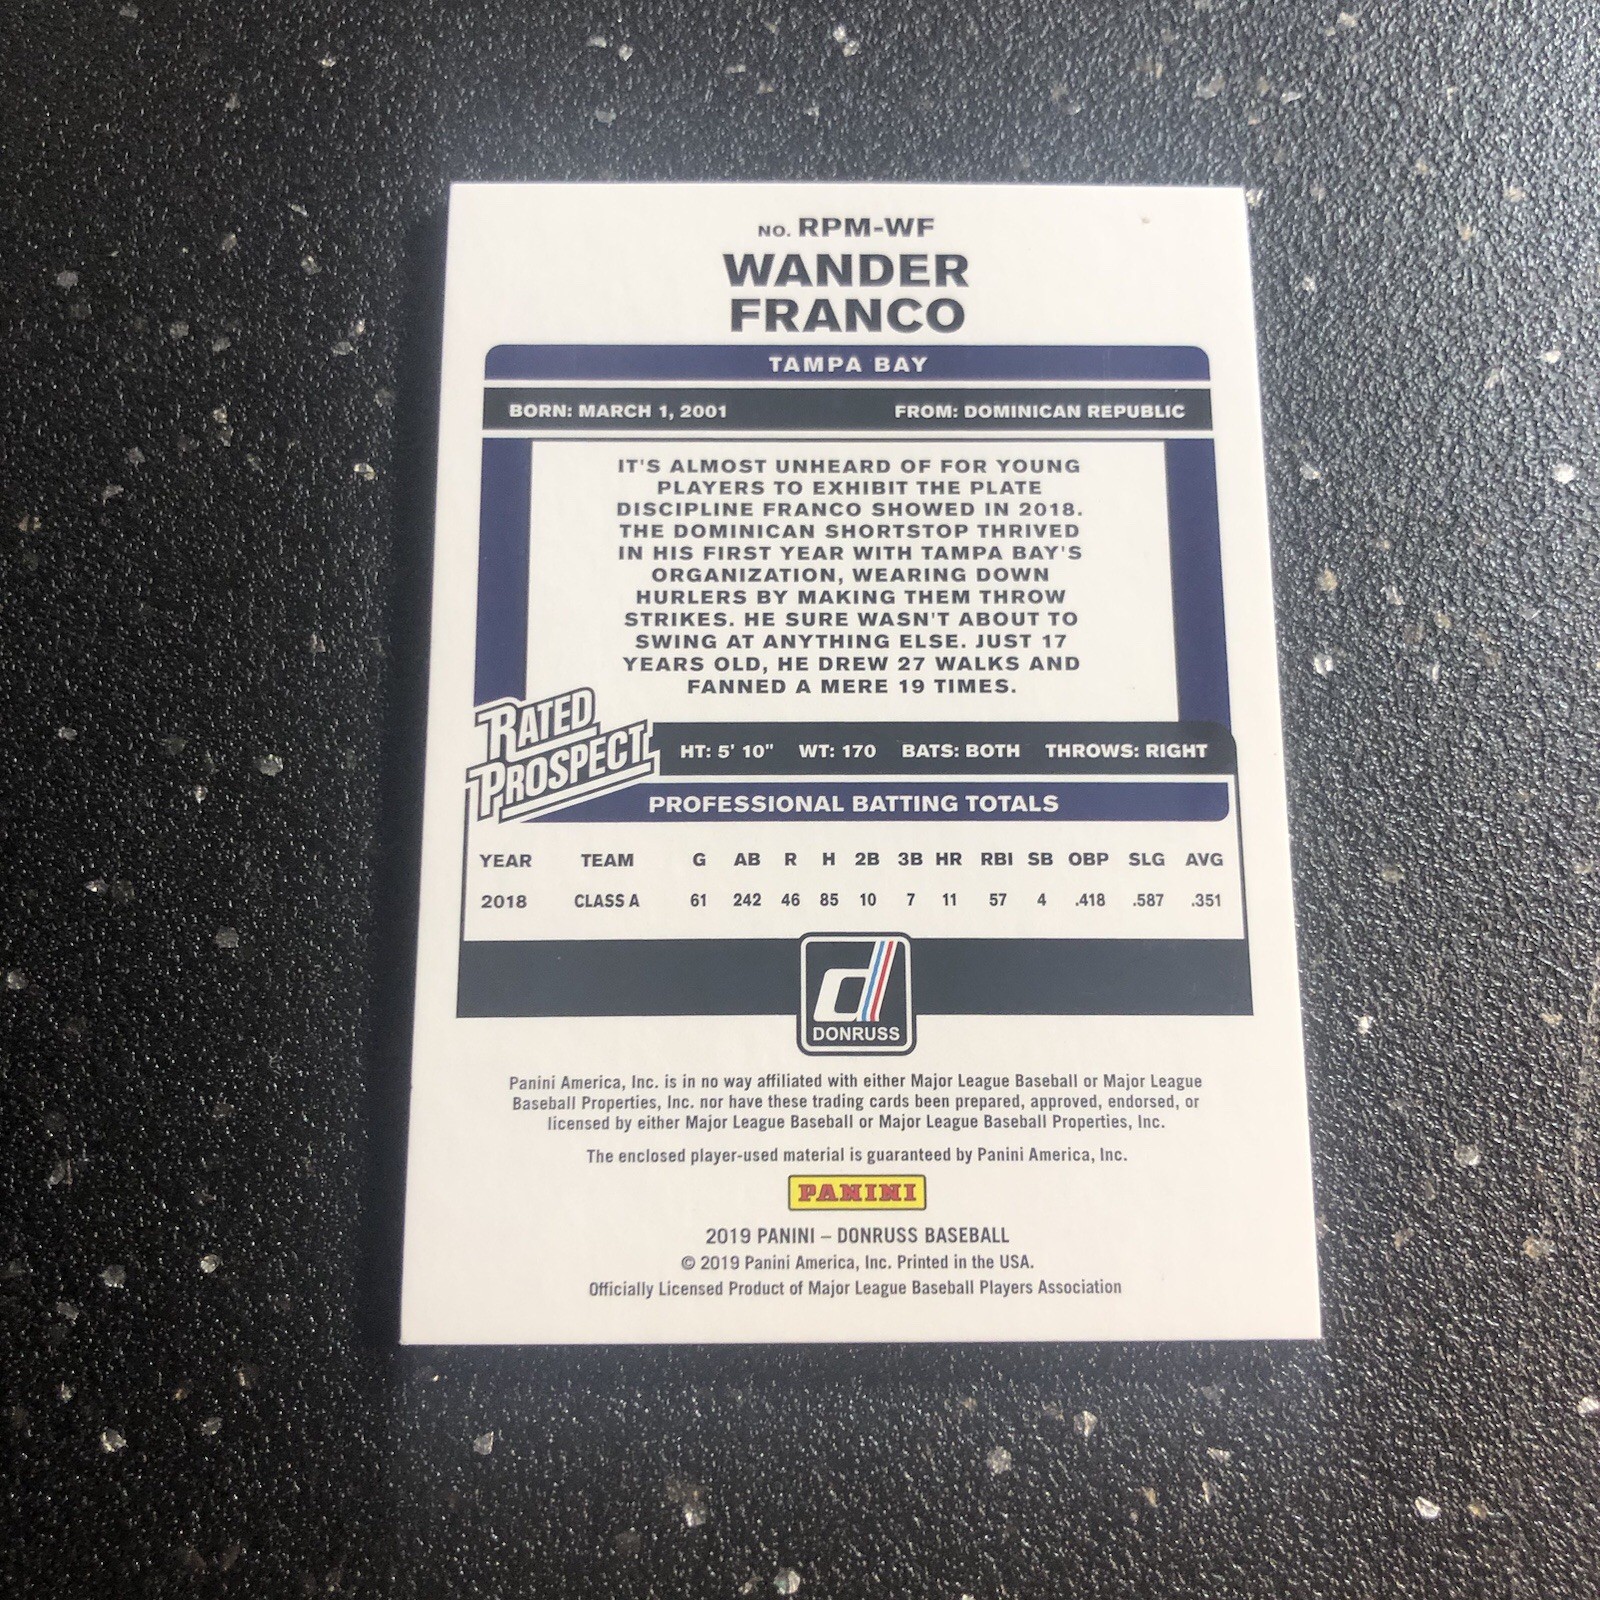 NO. RPM-WF
WANDER
FRANCO
TAMPA BAY
BORN: MARCH 1, 2001 FROM: DOMINICAN REPUBLIC
IT'S ALMOST UNHEARD OF FOR YOUNG
PLAYERS TO EXHIBIT THE PLATE
DISCIPLINE FRANCO SHOWED IN 2018.
THE DOMINICAN SHORTSTOP THRIVED
IN HIS FIRST YEAR WITH TAMPA BAY'S
ORGANIZATION, WEARING DOWN
HURLERS BY MAKING THEM THROW
STRIKES. HE SURE WASN'T ABOUT TO
SWING AT ANYTHING ELSE. JUST 17
YEARS OLD, HE DREW 27 WALKS AND
FANNED A MERE 19 TIMES.
RATED
PROSPECT
HT: 5' 10" WT: 170 BATS: BOTH THROWS: RIGHT
PROFESSIONAL BATTING TOTALS
YEAR TEAM G AB R H 2B 3B HR RBI SB OBP SLG AVG
2018 CLASS A 61 242 46 85 10 7 11 57 4 .418 .587 .351
d
DONRUSS
Panini America, Inc. is in no way affiliated with either Major League Baseball or Major League
Baseball Properties, Inc. nor have these trading cards been prepared, approved, endorsed, or
licensed by either Major League Baseball or Major League Baseball Properties, Inc.
The enclosed player-used material is guaranteed by Panini America, Inc.
PANINI
2019 PANINI – DONRUSS BASEBALL
© 2019 Panini America, Inc. Printed in the USA.
Officially Licensed Product of Major League Baseball Players Association